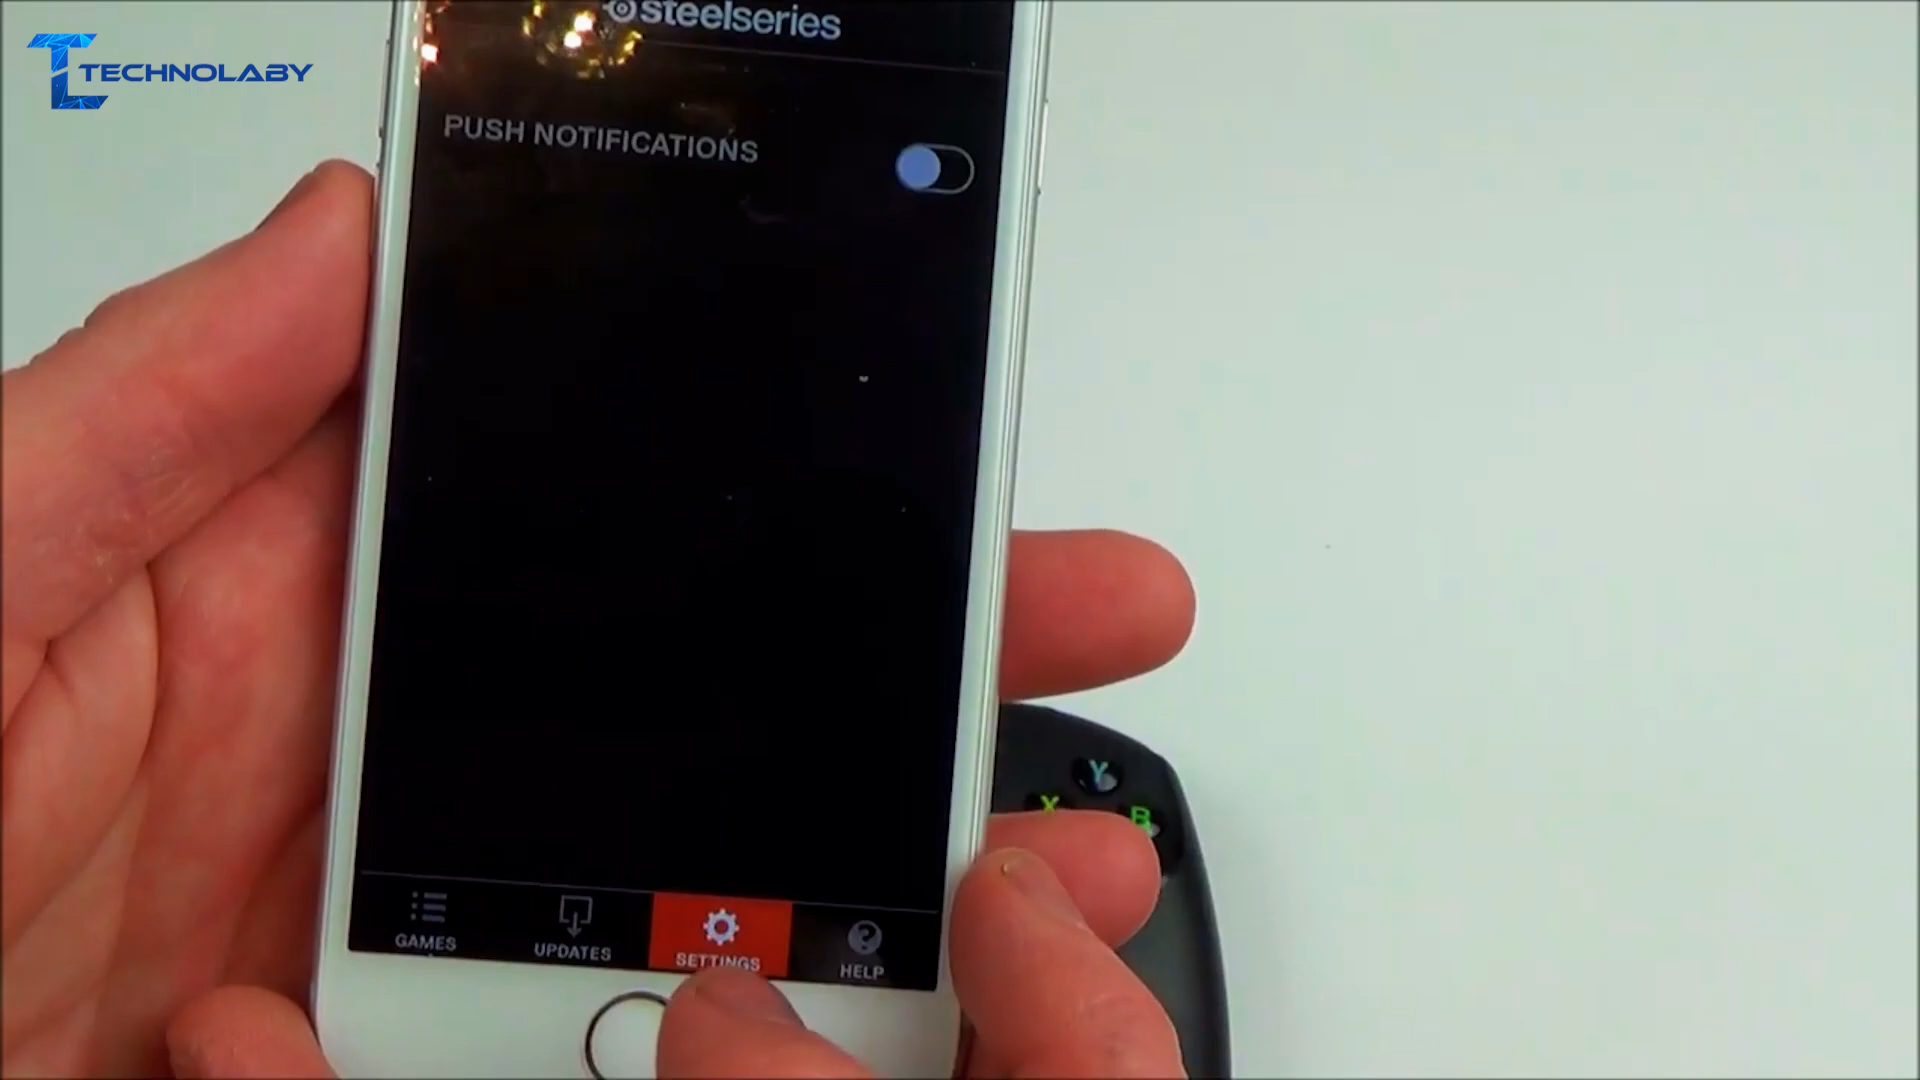 TECHNOLABY
steelseries
PUSH NOTIFICATIONS
Y
X
B
GAMES
UPDATES
SETTINGS
HELP